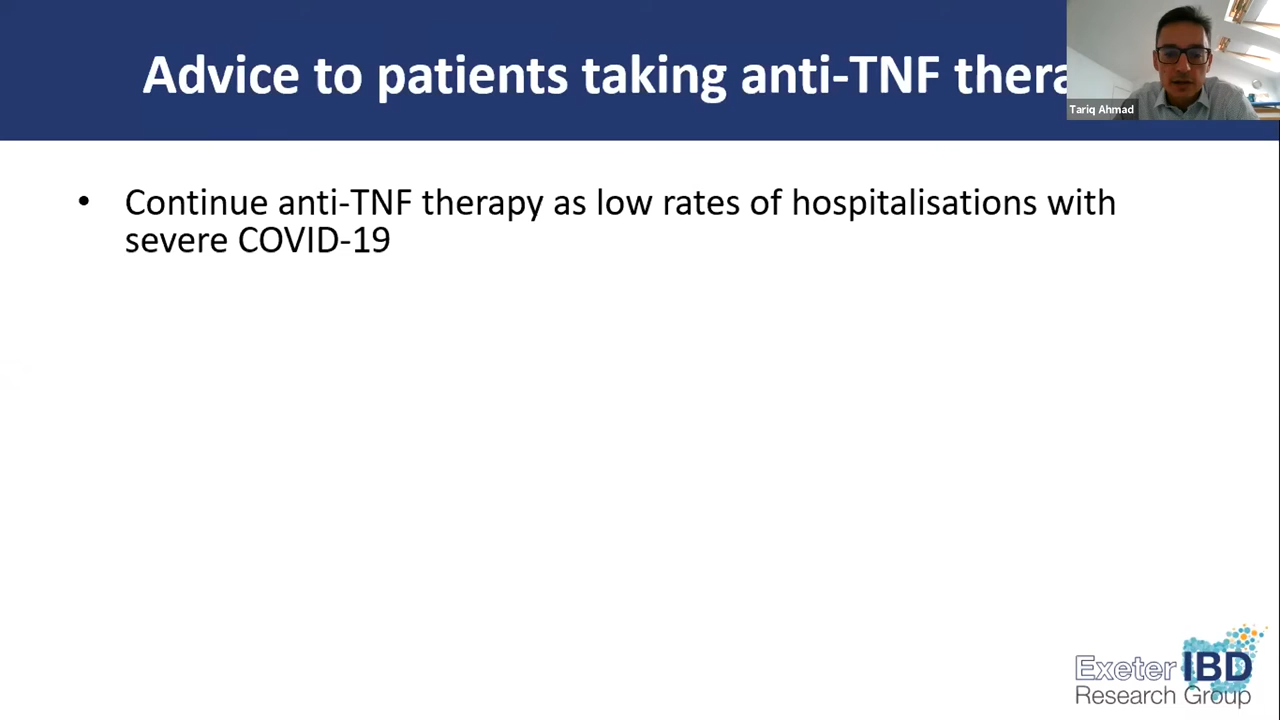 Advice to patients taking anti-TNF thera
Tariq Ahmad
• Continue anti-TNF therapy as low rates of hospitalisations with
severe COVID-19
Exeter IBD
Research Group